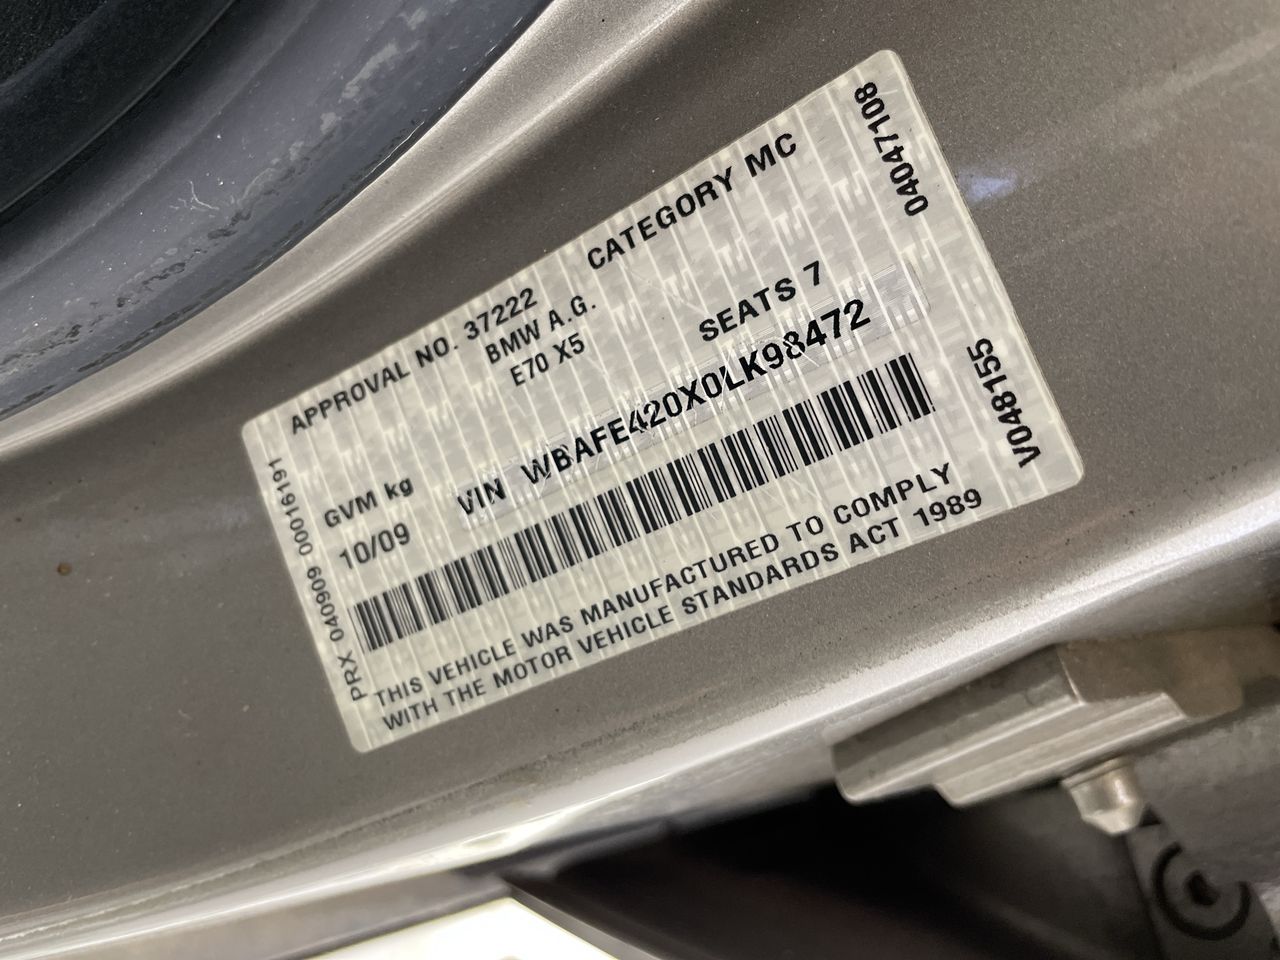 APPROVAL NO. 37222
CATEGORY MC
BMW A.G.
E70 X5
SEATS 7
GVM kg
10/09
VIN WBAFE420X0LK98472
THIS VEHICLE WAS MANUFACTURED TO COMPLY
WITH THE MOTOR VEHICLE STANDARDS ACT 1989
PRX 040909 00016191
04047108
V048155